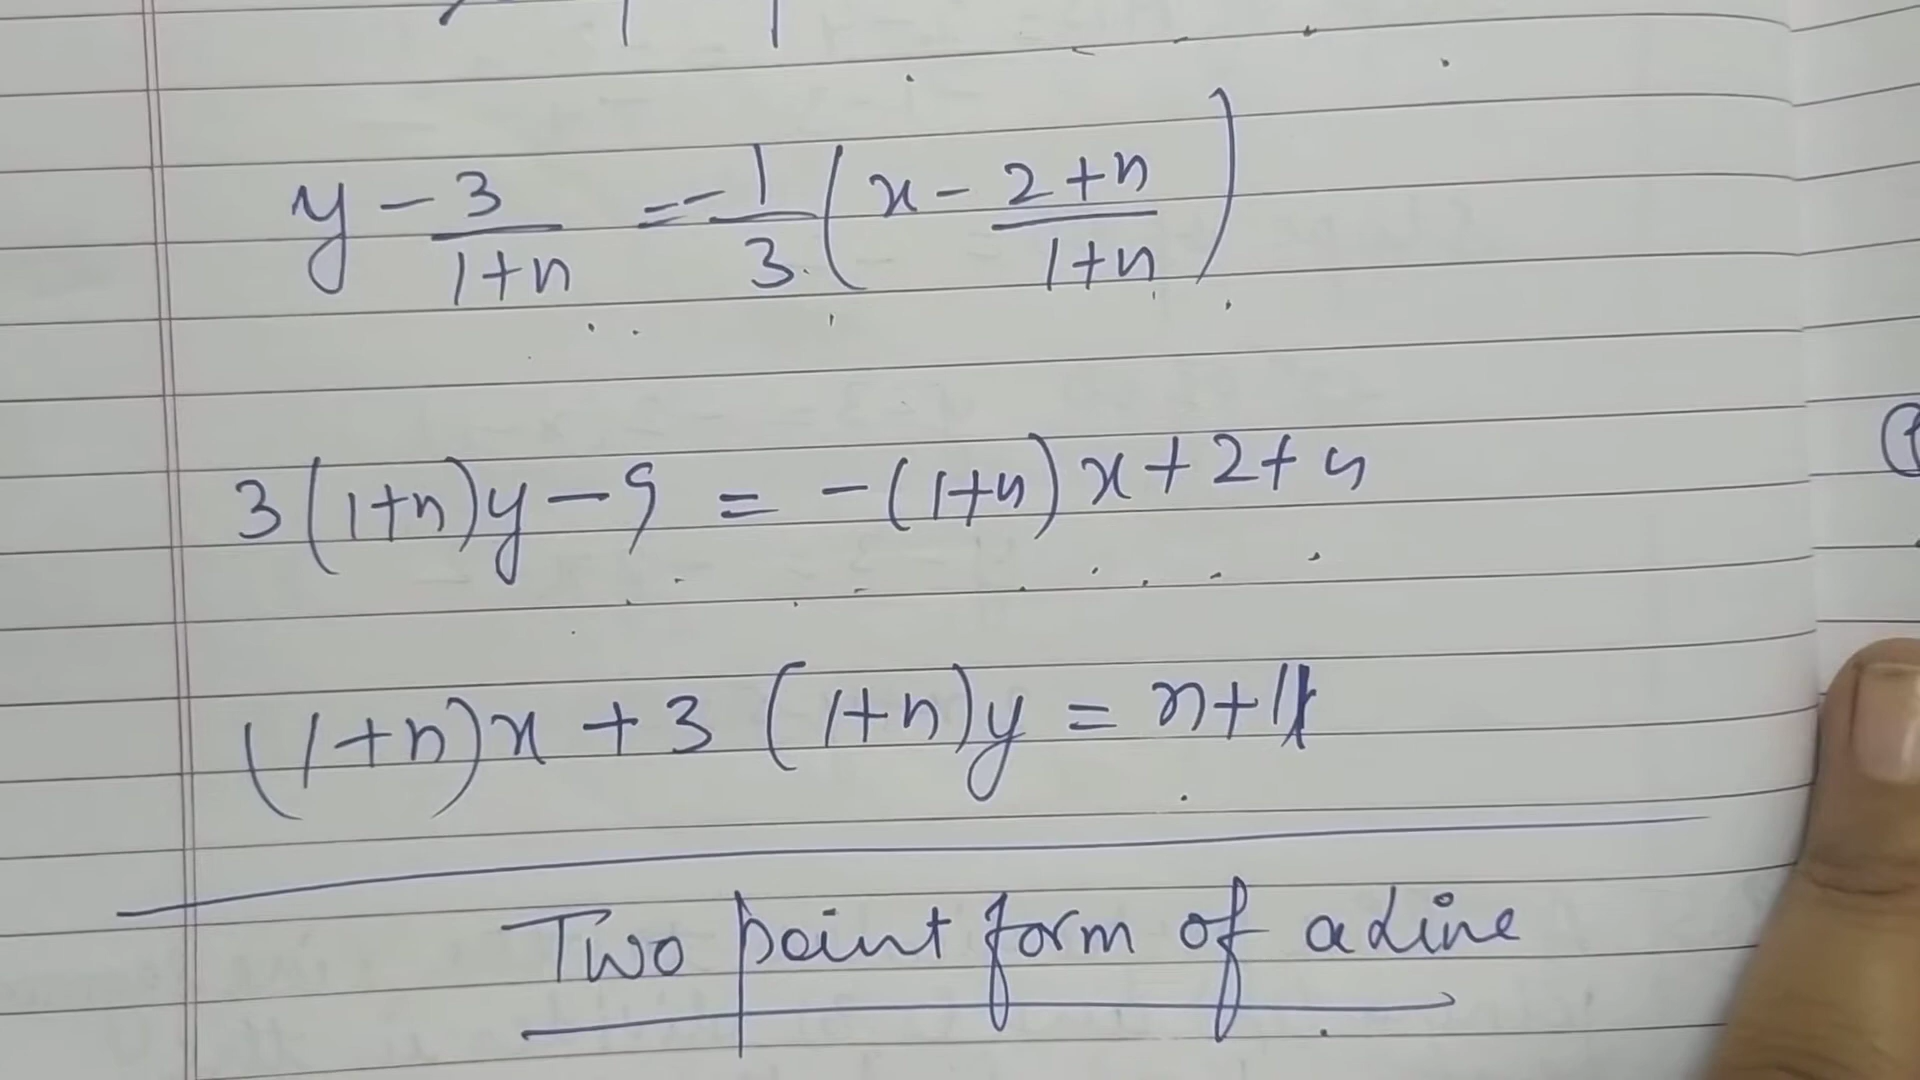 y - 3/(1+n) = -1/3 (x - (2+n)/(1+n))
3(1+n)y - 9 = -(1+n)x + 2 + n
(1+n)x + 3(1+n)y = n+11
Two point form of a Line